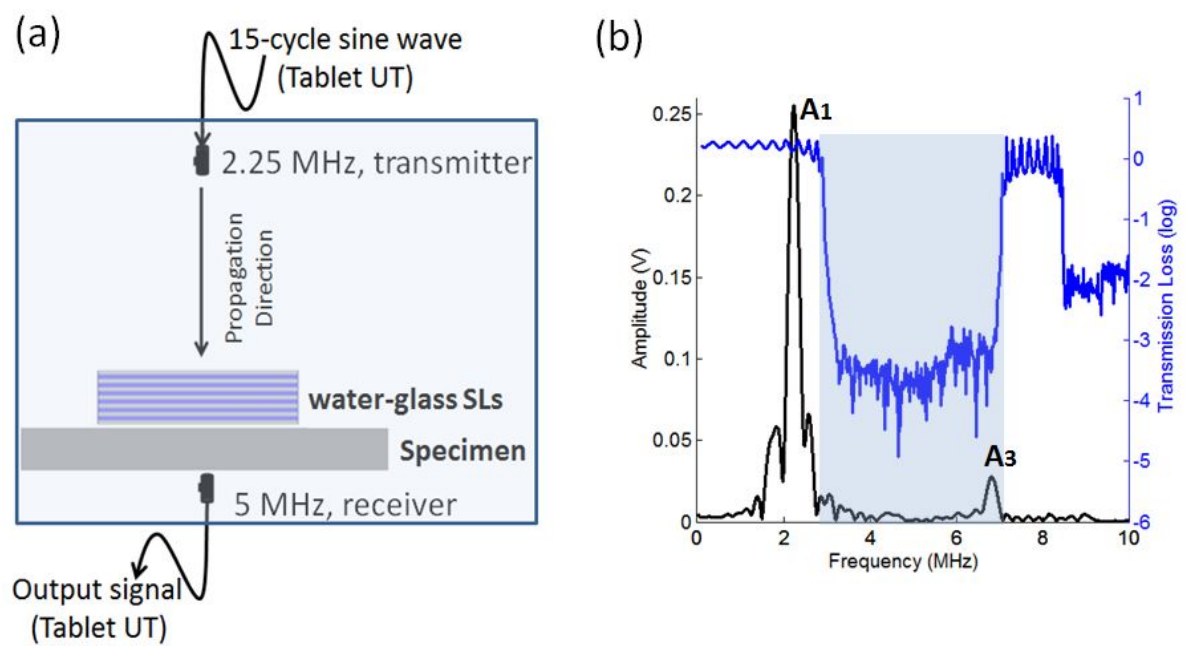 (a)
15-cycle sine wave
(Tablet UT)
2.25 MHz, transmitter
Propagation
Direction
water-glass SLs
Specimen
5 MHz, receiver
Output signal
(Tablet UT)
(b)
A1
A3
0.25
0.2
0.15
0.1
0.05
0
Amplitude (V)
1
0
-1
-2
-3
-4
-5
-6
Transmission Loss (log)
0 2 4 6 8 10
Frequency (MHz)